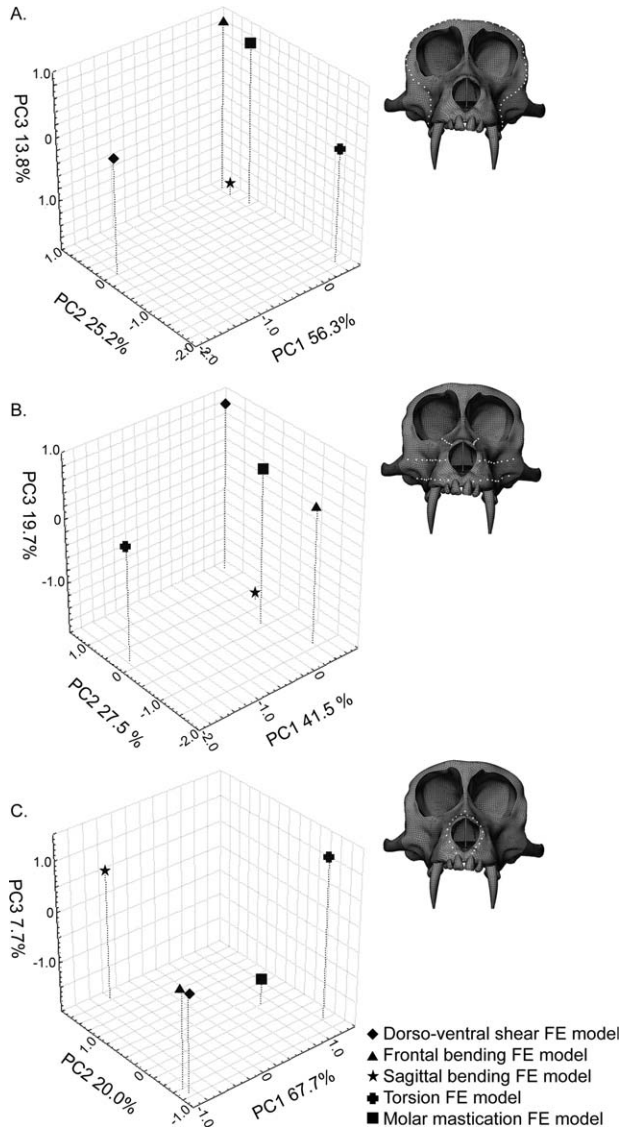 A.
1.0
0
1.0
1.0
PC3 13.8%
0
-1.0
-2.0
PC2 25.2%
-2.0
-1.0
0
PC1 56.3%
B.
1.0
0
-1.0
PC3 19.7%
1.0
0
-1.0
-2.0
PC2 27.5 %
-2.0
-1.0
0
PC1 41.5 %
C.
1.0
0
-1.0
PC3 7.7%
1.0
0
-1.0
PC2 20.0%
-1.0
0
1.0
PC1 67.7%
Dorso-ventral shear FE model
Frontal bending FE model
Sagittal bending FE model
Torsion FE model
Molar mastication FE model